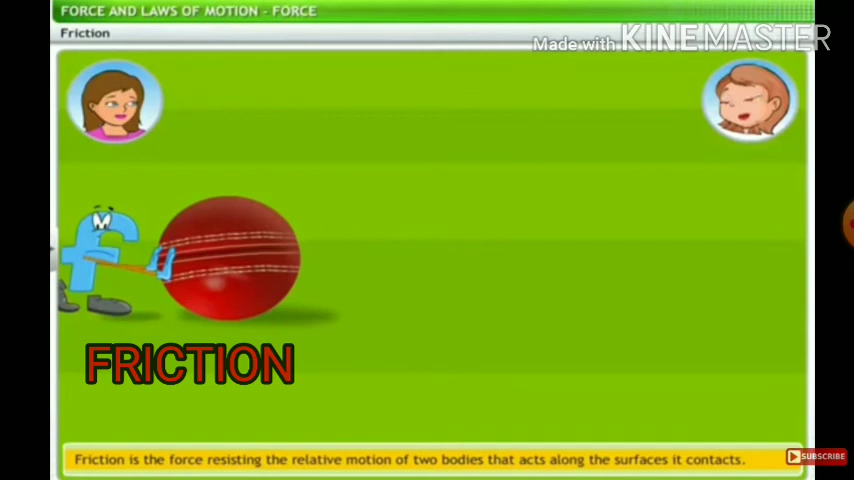 FORCE AND LAWS OF MOTION - FORCE
Friction
Made with KINEMASTER
f
FRICTION
Friction is the force resisting the relative motion of two bodies that acts along the surfaces it contacts.
SUBSCRIBE